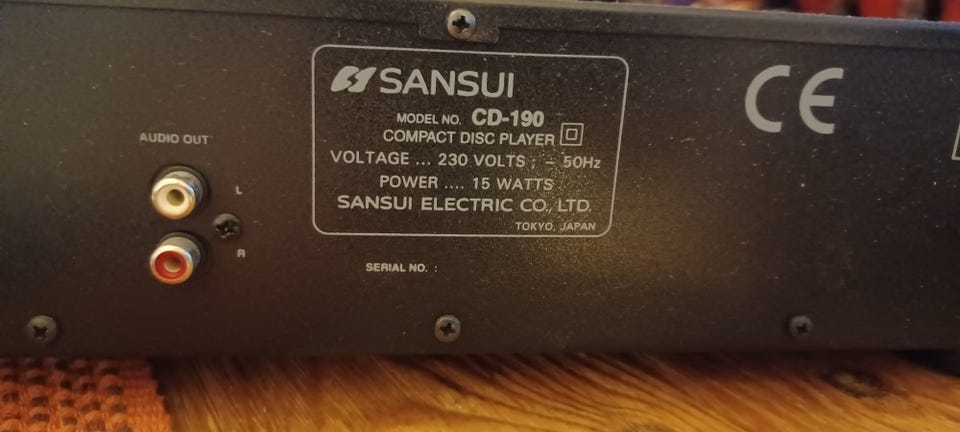 SANSUI
MODEL NO. CD-190
COMPACT DISC PLAYER
VOLTAGE ... 230 VOLTS ; ~ 50Hz
POWER .... 15 WATTS
SANSUI ELECTRIC CO., LTD.
TOKYO, JAPAN
SERIAL NO. :
AUDIO OUT
L
R
CE